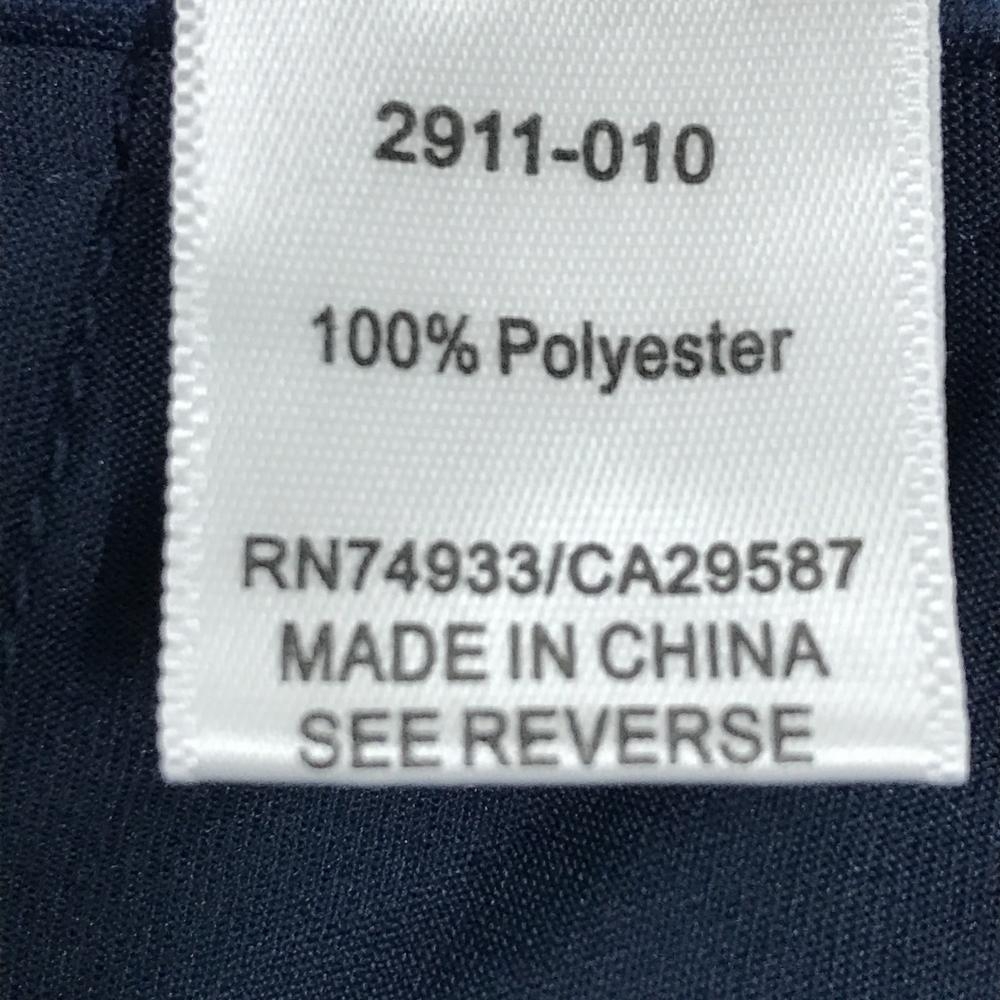 2911-010
100% Polyester
RN74933/CA29587
MADE IN CHINA
SEE REVERSE